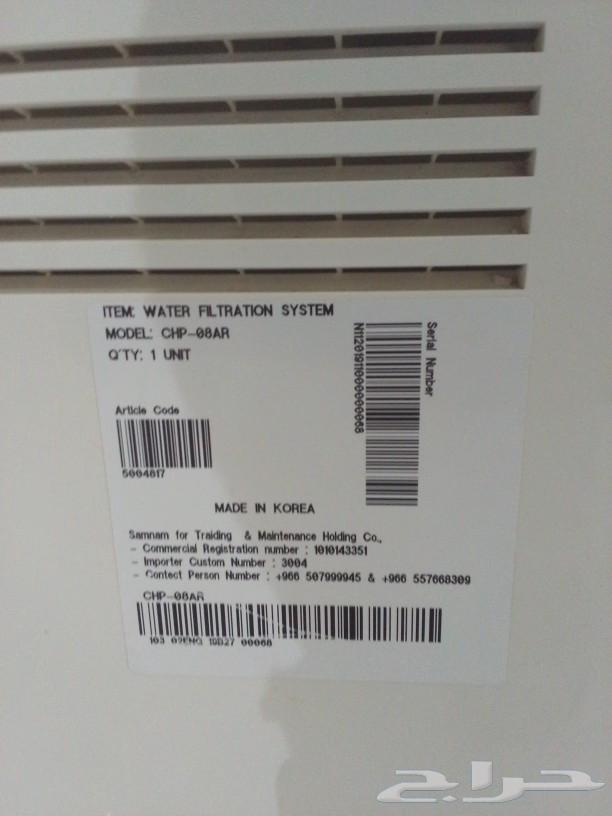 ITEM: WATER FILTRATION SYSTEM
MODEL: CHP-08AR
Q'TY: 1 UNIT
Serial Number
Article Code
5004817
MADE IN KOREA
Samnam for Traiding & Maintenance Holding Co.,
- Commercial Registration number : 1010143351
- Importer Custom Number : 3004
- Contect Person Number : +966 507999945 & +966 557668309
CHP-08AR
00068
حراج